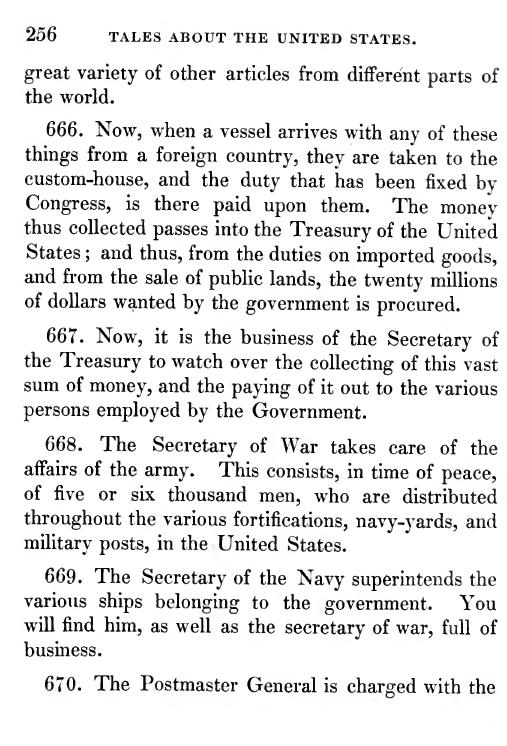 256 TALES ABOUT THE UNITED STATES.
great variety of other articles from different parts of
the world.
666. Now, when a vessel arrives with any of these
things from a foreign country, they are taken to the
custom-house, and the duty that has been fixed by
Congress, is there paid upon them. The money
thus collected passes into the Treasury of the United
States; and thus, from the duties on imported goods,
and from the sale of public lands, the twenty millions
of dollars wanted by the government is procured.
667. Now, it is the business of the Secretary of
the Treasury to watch over the collecting of this vast
sum of money, and the paying of it out to the various
persons employed by the Government.
668. The Secretary of War takes care of the
affairs of the army. This consists, in time of peace,
of five or six thousand men, who are distributed
throughout the various fortifications, navy-yards, and
military posts, in the United States.
669. The Secretary of the Navy superintends the
various ships belonging to the government. You
will find him, as well as the secretary of war, full of
business.
670. The Postmaster General is charged with the